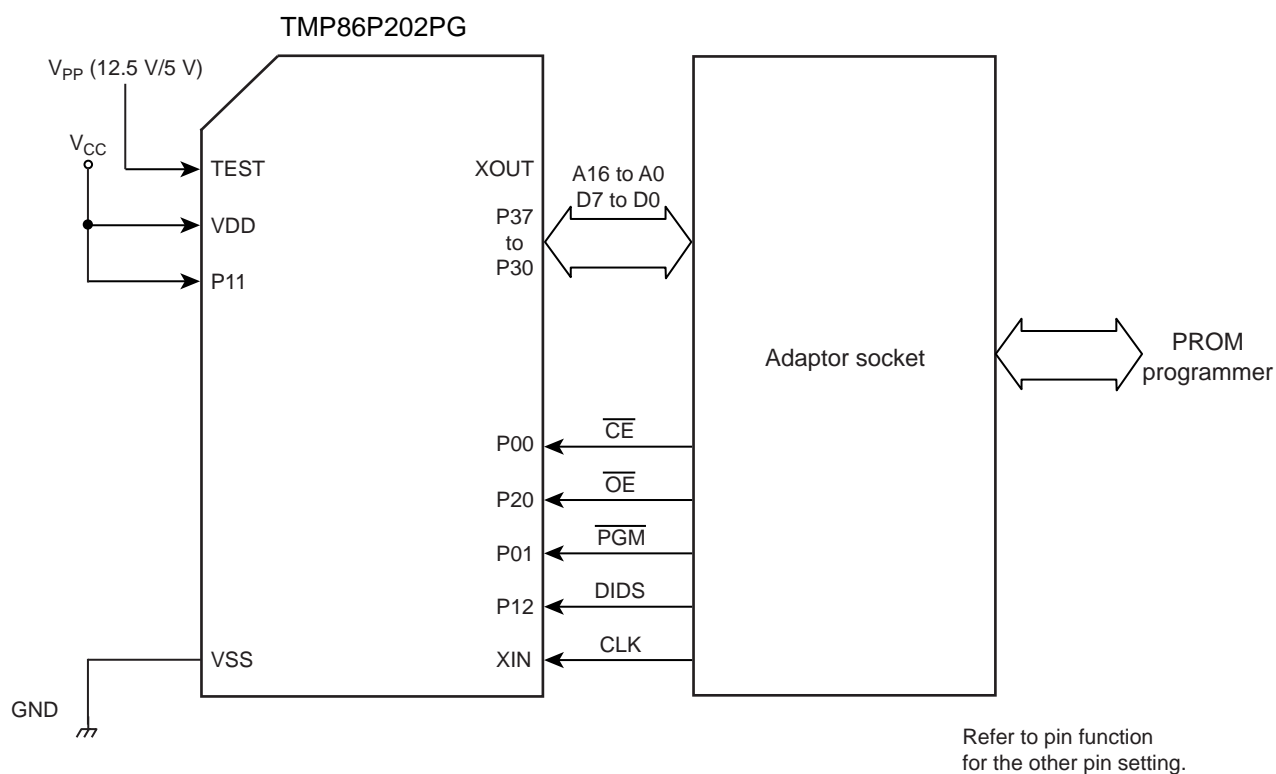 TMP86P202PG
VPP (12.5 V/5 V)
VCC
TEST
VDD
P11
VSS
GND
XOUT
P37
to
P30
A16 to A0
D7 to D0
P00
CE
P20
OE
P01
PGM
P12
DIDS
XIN
CLK
Adaptor socket
PROM
programmer
Refer to pin function
for the other pin setting.